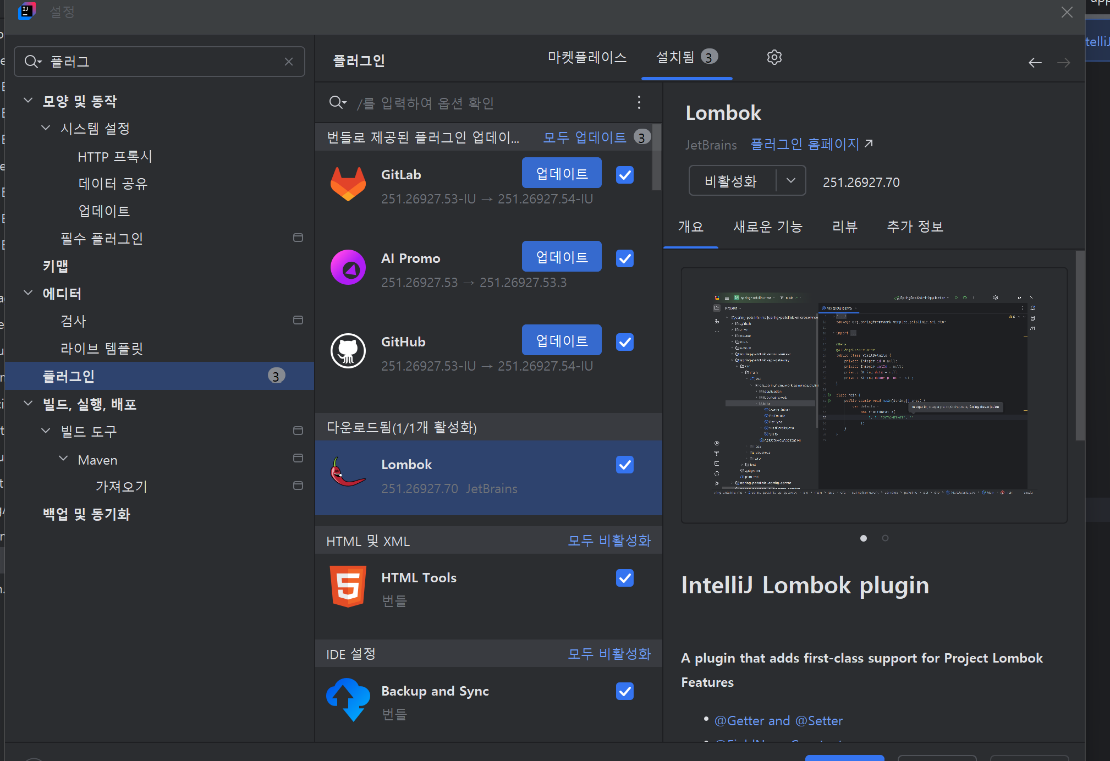 설정
플러그
모양 및 동작
시스템 설정
HTTP 프록시
데이터 공유
업데이트
필수 플러그인
키맵
에디터
검사
라이브 템플릿
플러그인 3
빌드, 실행, 배포
빌드 도구
Maven
가져오기
백업 및 동기화
플러그인 마켓플레이스 설치됨 3
/를 입력하여 옵션 확인
번들로 제공된 플러그인 업데이... 모두 업데이트 3
GitLab 업데이트
251.26927.53-IU → 251.26927.54-IU
AI Promo 업데이트
251.26927.53 → 251.26927.53.3
GitHub 업데이트
251.26927.53-IU → 251.26927.54-IU
다운로드됨(1/1개 활성화)
Lombok
251.26927.70 JetBrains
HTML 및 XML 모두 비활성화
HTML Tools
번들
IDE 설정 모두 비활성화
Backup and Sync
번들
Lombok
JetBrains 플러그인 홈페이지 ↗
비활성화 251.26927.70
개요 새로운 기능 리뷰 추가 정보
IntelliJ Lombok plugin
A plugin that adds first-class support for Project Lombok
Features
• @Getter and @Setter